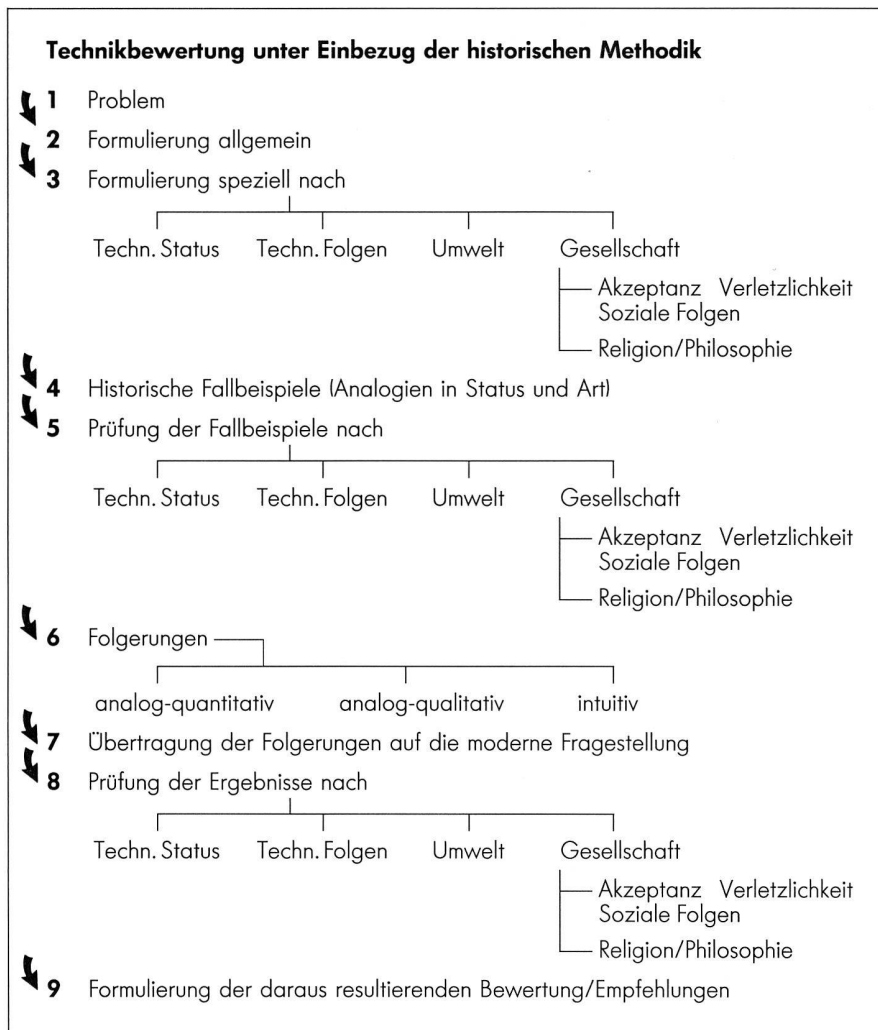 Technikbewertung unter Einbezug der historischen Methodik
1 Problem
2 Formulierung allgemein
3 Formulierung speziell nach
Techn. Status Techn. Folgen Umwelt Gesellschaft
Akzeptanz Verletzlichkeit
Soziale Folgen
Religion/Philosophie
4 Historische Fallbeispiele (Analogien in Status und Art)
5 Prüfung der Fallbeispiele nach
Techn. Status Techn. Folgen Umwelt Gesellschaft
Akzeptanz Verletzlichkeit
Soziale Folgen
Religion/Philosophie
6 Folgerungen
analog-quantitativ analog-qualitativ intuitiv
7 Übertragung der Folgerungen auf die moderne Fragestellung
8 Prüfung der Ergebnisse nach
Techn. Status Techn. Folgen Umwelt Gesellschaft
Akzeptanz Verletzlichkeit
Soziale Folgen
Religion/Philosophie
9 Formulierung der daraus resultierenden Bewertung/Empfehlungen